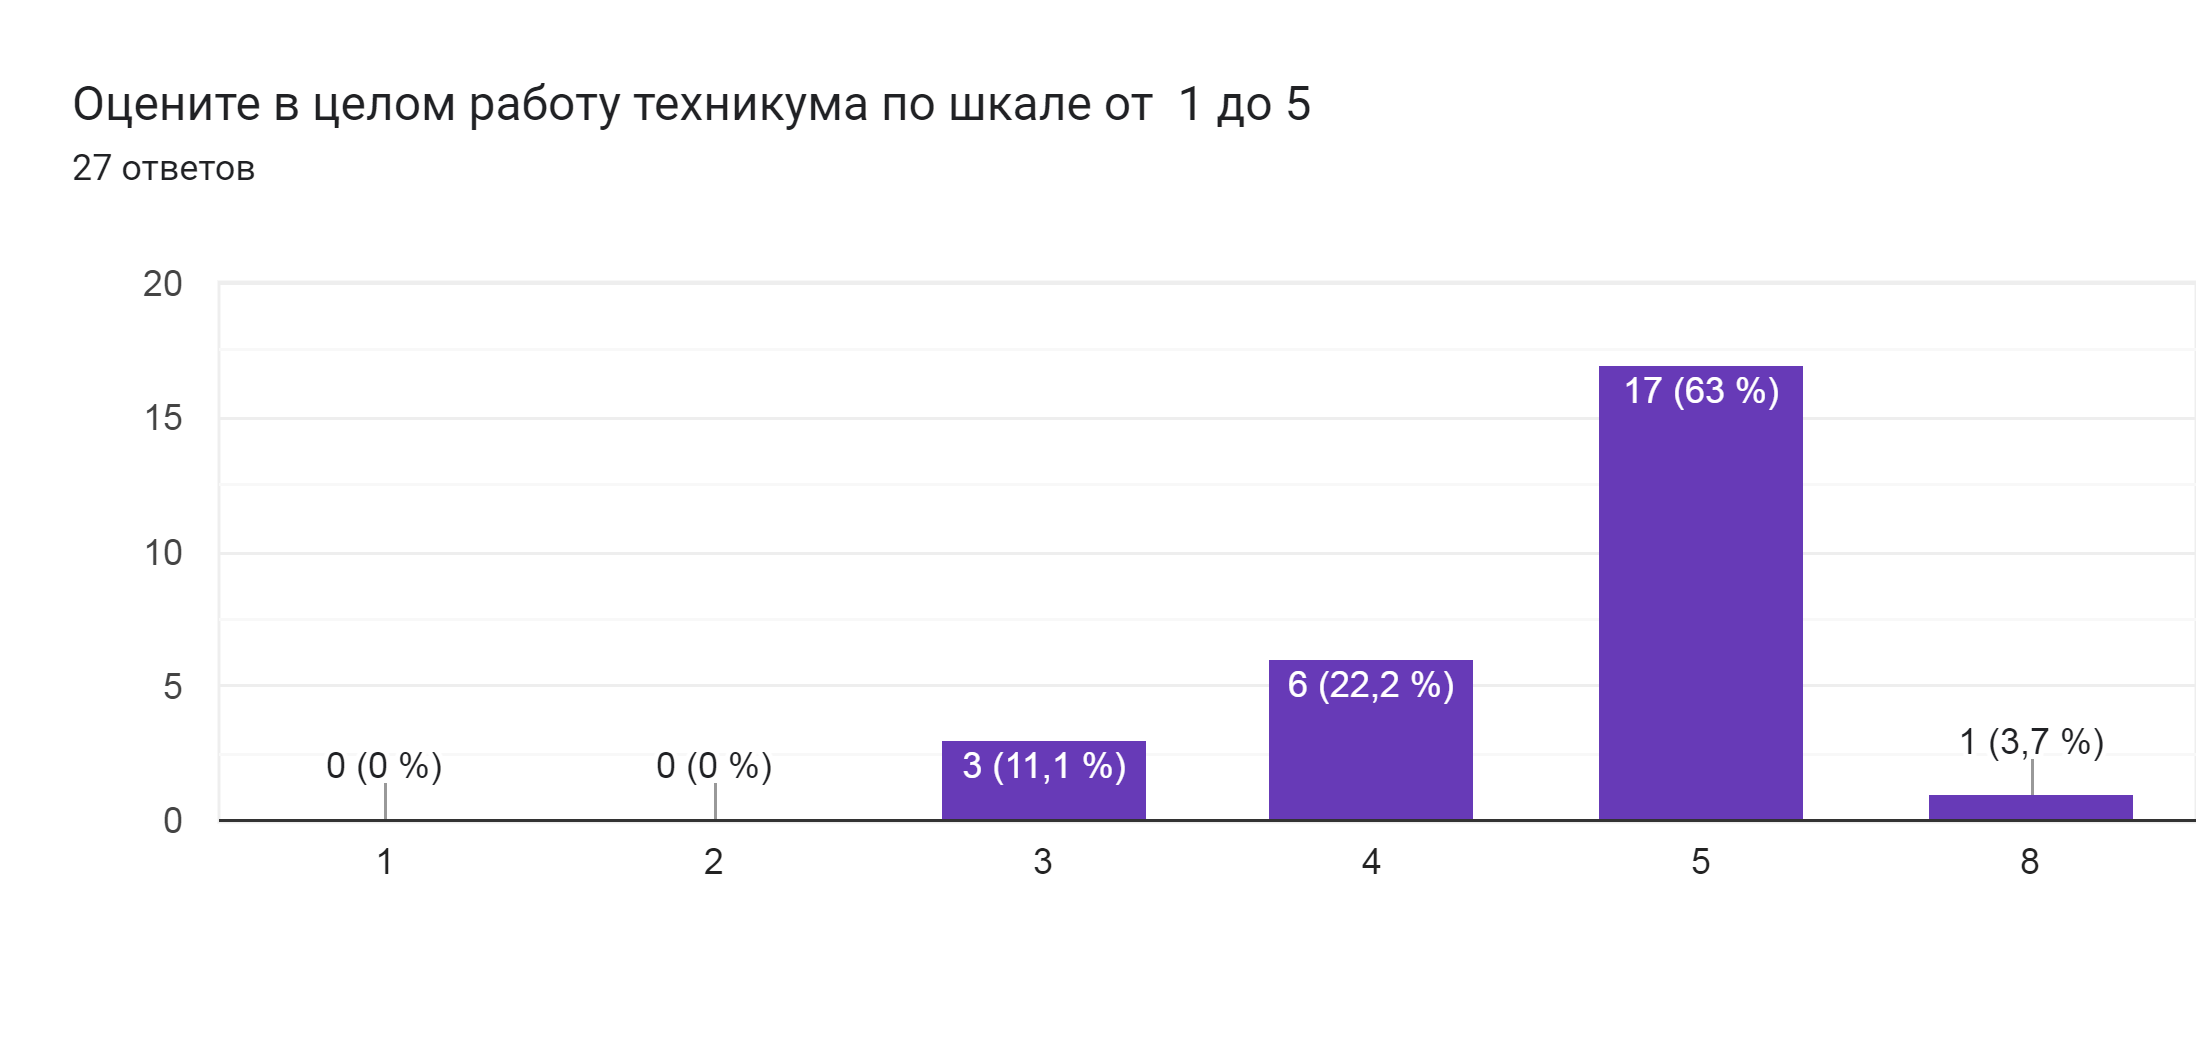 Оцените в целом работу техникума по шкале от  1 до 5
27 ответов
20
15
10
5
0
0 (0 %)
0 (0 %)
3 (11,1 %)
6 (22,2 %)
17 (63 %)
1 (3,7 %)
1
2
3
4
5
8